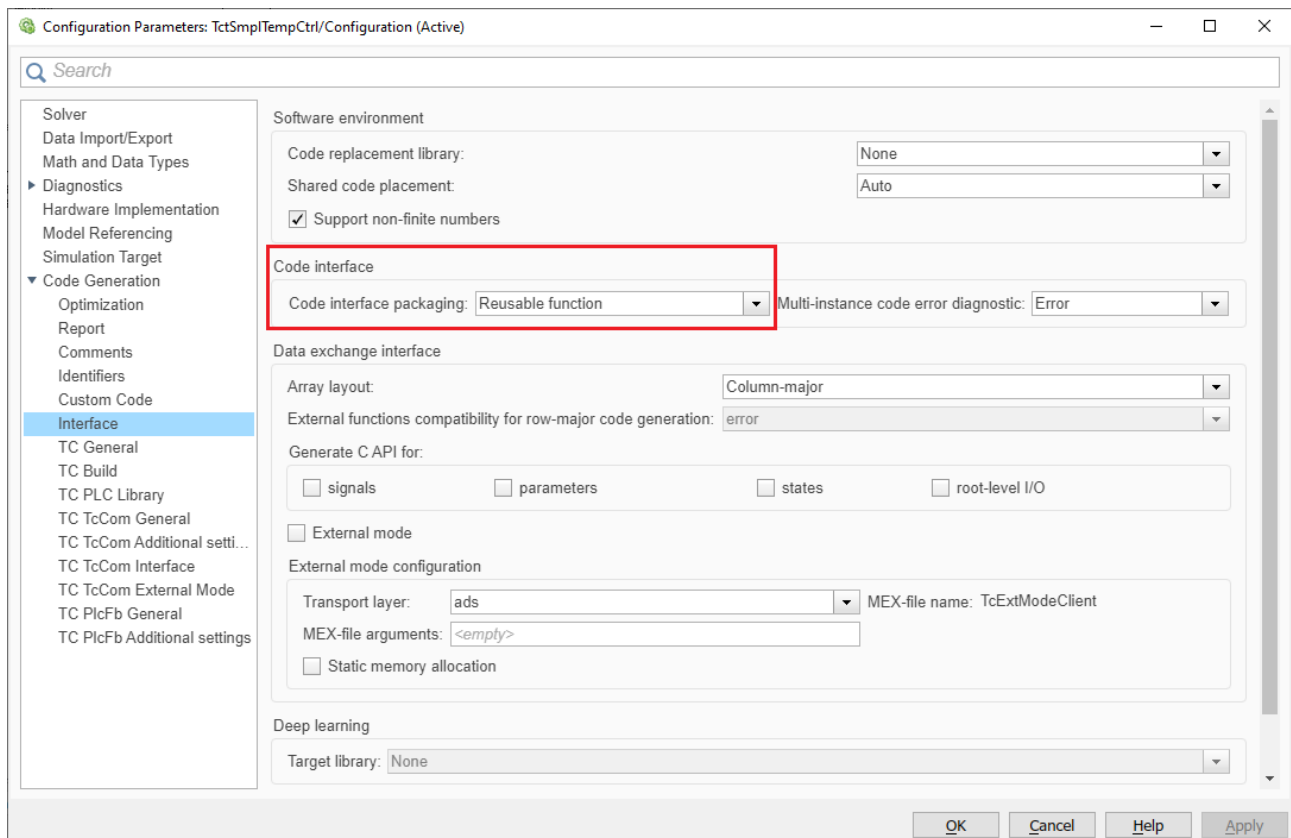 Configuration Parameters: TctSmplTempCtrl/Configuration (Active)
Search
Solver
Data Import/Export
Math and Data Types
Diagnostics
Hardware Implementation
Model Referencing
Simulation Target
Code Generation
Optimization
Report
Comments
Identifiers
Custom Code
Interface
TC General
TC Build
TC PLC Library
TC TcCom General
TC TcCom Additional setti...
TC TcCom Interface
TC TcCom External Mode
TC PlcFb General
TC PlcFb Additional settings
Software environment
Code replacement library: None
Shared code placement: Auto
Support non-finite numbers
Code interface
Code interface packaging: Reusable function Multi-instance code error diagnostic: Error
Data exchange interface
Array layout: Column-major
External functions compatibility for row-major code generation: error
Generate C API for:
signals parameters states root-level I/O
External mode
External mode configuration
Transport layer: ads MEX-file name: TcExtModeClient
MEX-file arguments: <empty>
Static memory allocation
Deep learning
Target library: None
OK Cancel Help Apply